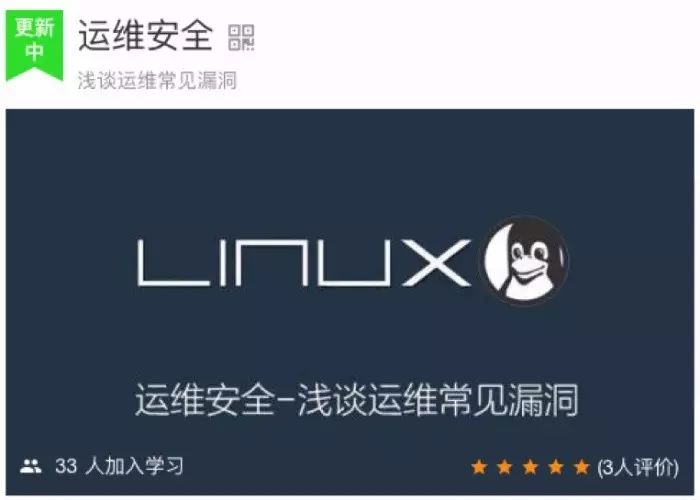 更新
中
运维安全
浅谈运维常见漏洞
LINUX
运维安全-浅谈运维常见漏洞
33 人加入学习
(3人评价)